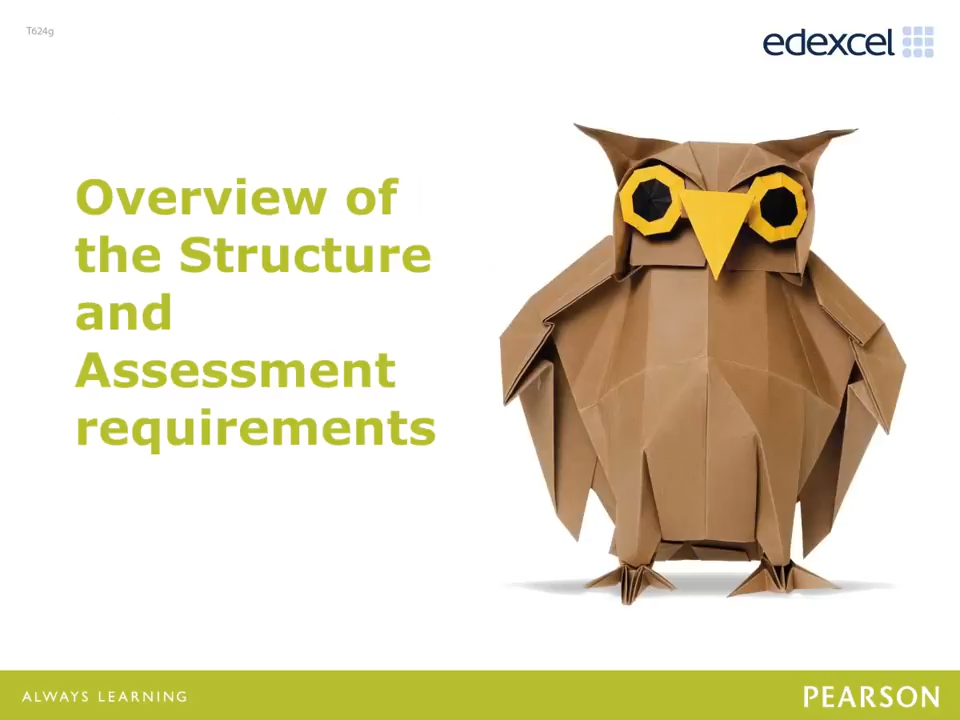 T624g
edexcel
Overview of
the Structure
and
Assessment
requirements
ALWAYS LEARNING
PEARSON